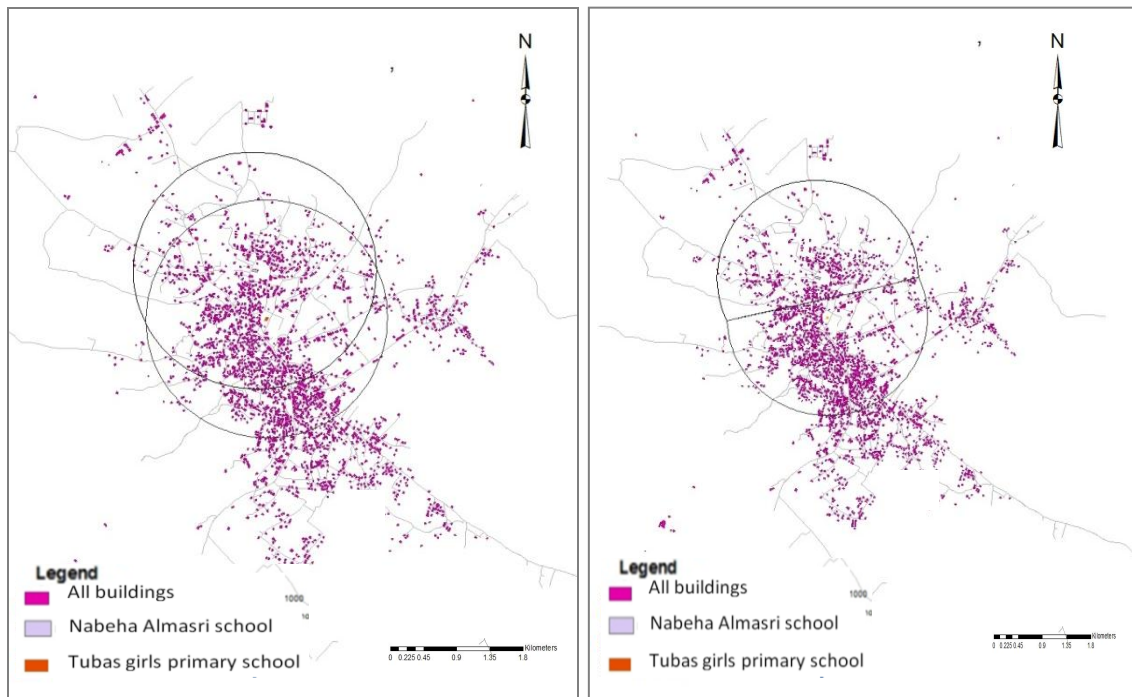 N
,
Legend
All buildings
Nabeha Almasri school
Tubas girls primary school
1000
Kilometers
0 0.225 0.45 0.9 1.35 1.8
N
,
Legend
All buildings
Nabeha Almasri school
Tubas girls primary school
1000
Kilometers
0 0.225 0.45 0.9 1.35 1.8